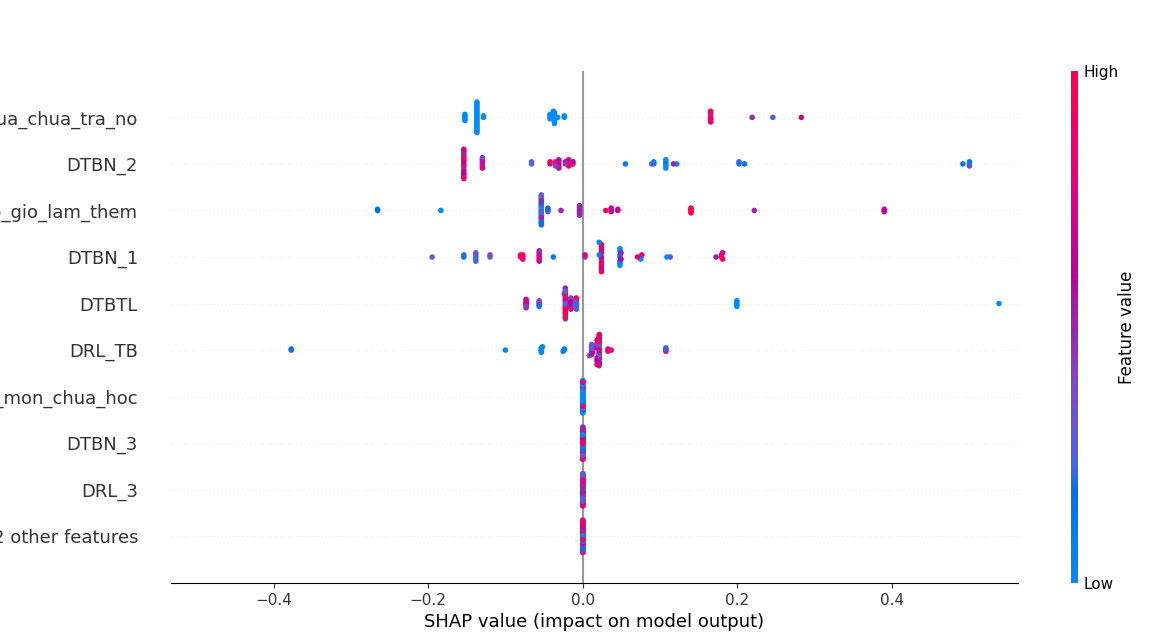 High
ua_chua_tra_no
DTBN_2
_gio_lam_them
DTBN_1
DTBTL
DRL_TB
_mon_chua_hoc
DTBN_3
DRL_3
2 other features
Feature value
Low
−0.4
−0.2
0.0
0.2
0.4
SHAP value (impact on model output)